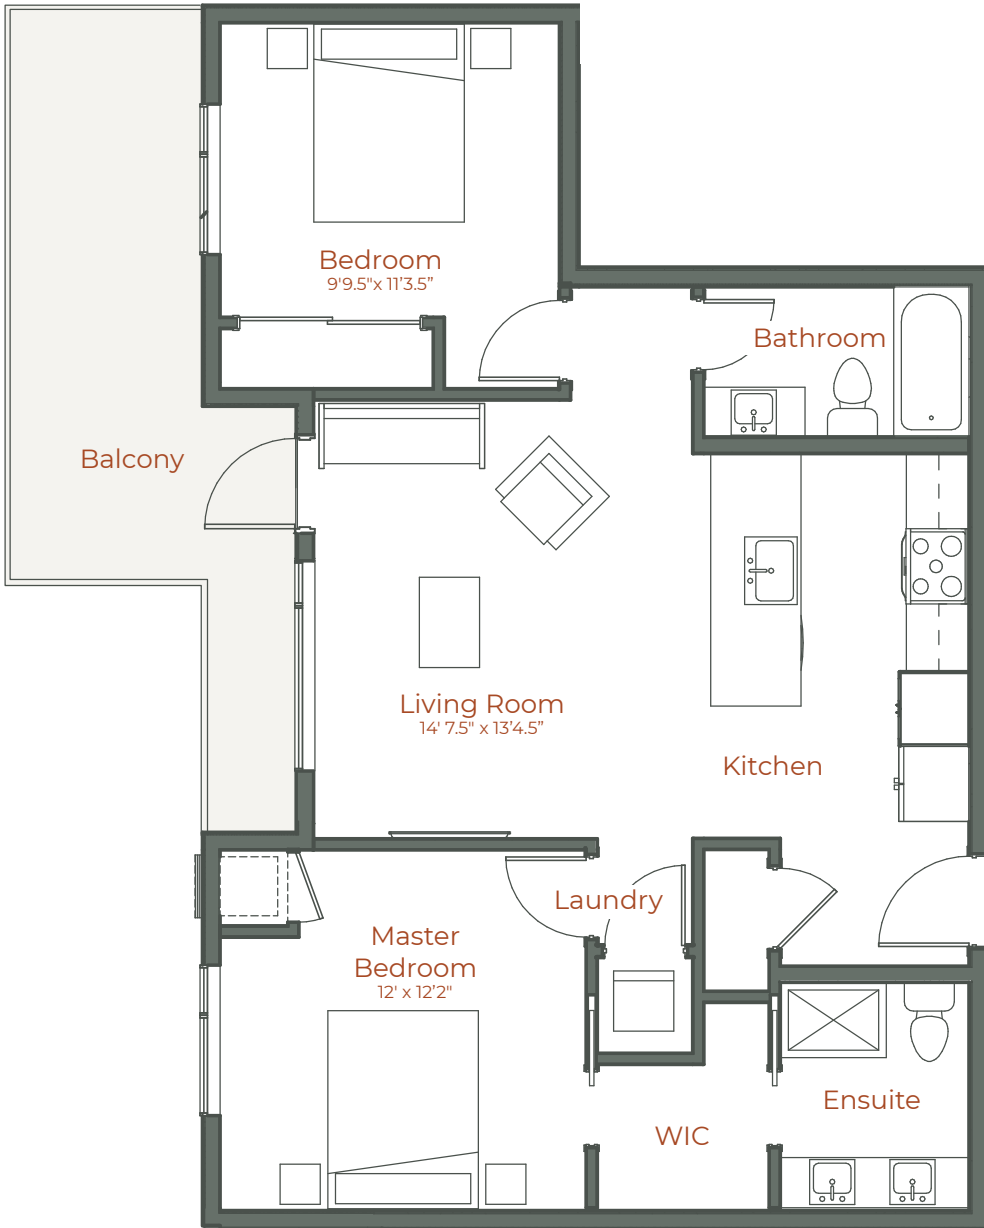 Bedroom
9'9.5"x 11’3.5”
Bathroom
Balcony
Living Room
14' 7.5" x 13’4.5”
Kitchen
Laundry
Master
Bedroom
12' x 12’2"
Ensuite
WIC